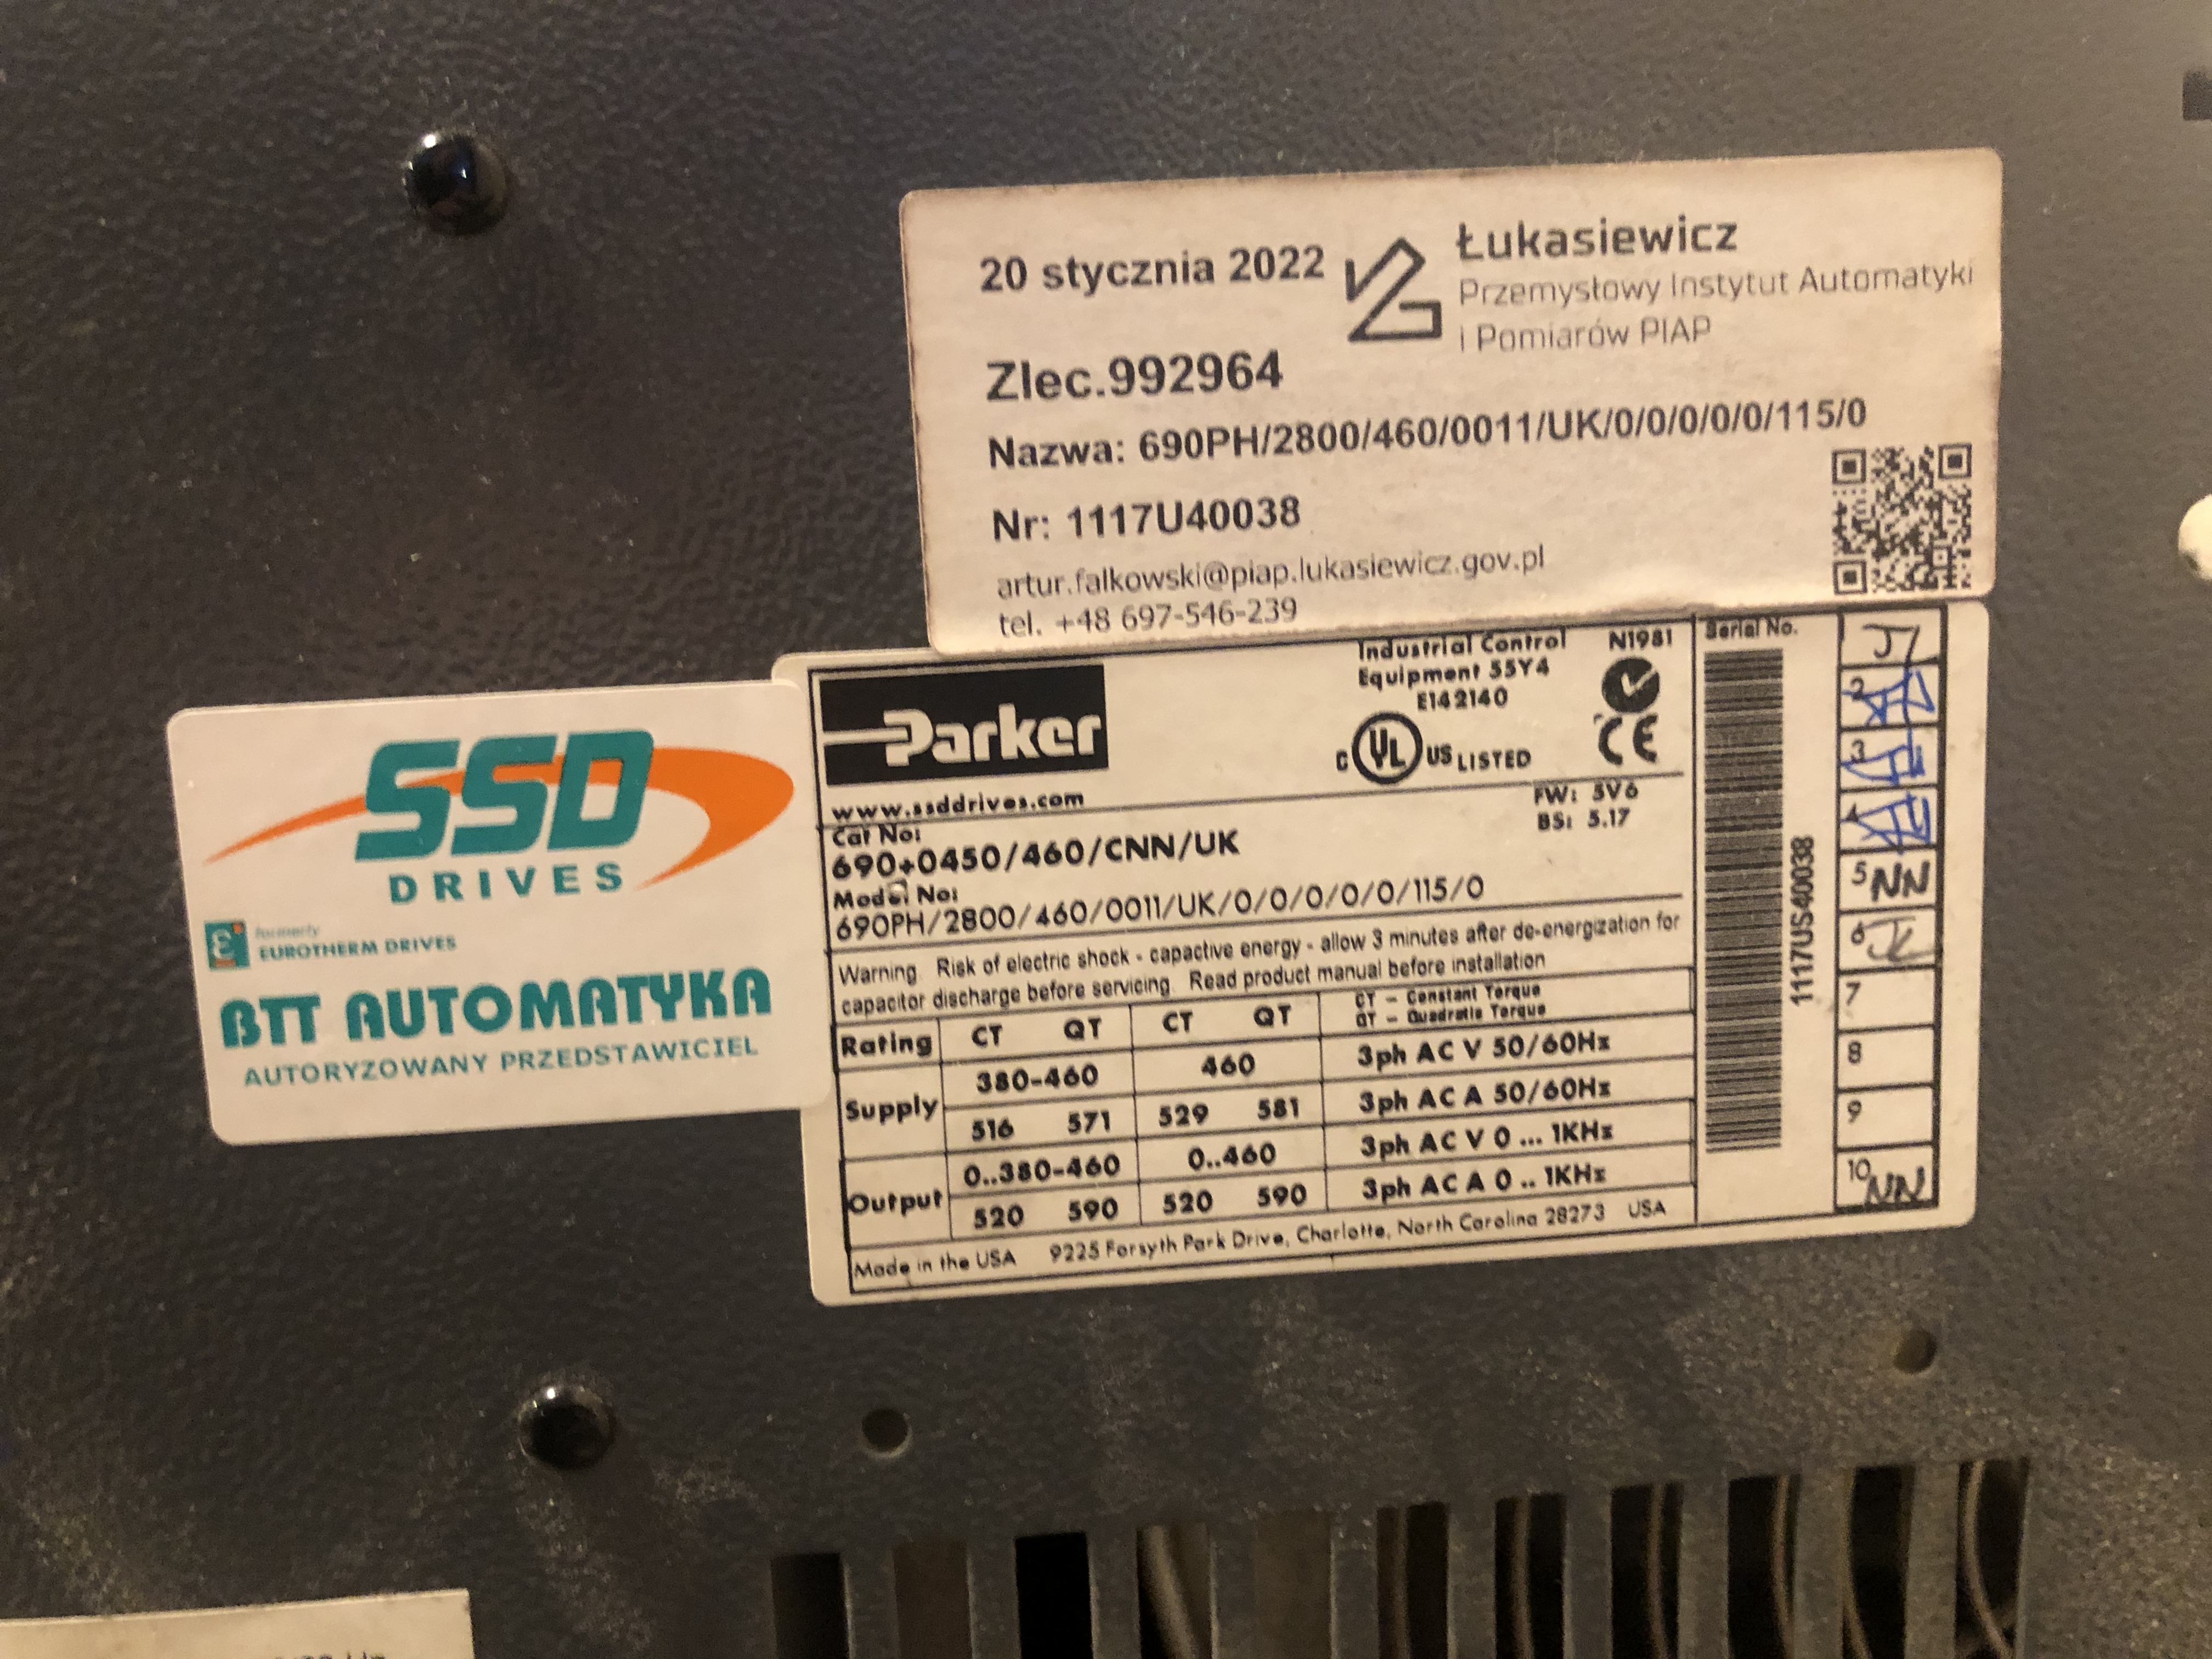 20 stycznia 2022
Łukasiewicz
Przemysłowy Instytut Automatyki
i Pomiarów PIAP
Zlec.992964
Nazwa: 690PH/2800/460/0011/UK/0/0/0/0/0/115/0
Nr: 1117U40038
artur.falkowski@piap.lukasiewicz.gov.pl
tel. +48 697-546-239
SSD
DRIVES
formerly
EUROTHERM DRIVES
BTT AUTOMATYKA
AUTORYZOWANY PRZEDSTAWICIEL
Parker
www.ssddrives.com
Industrial Control
Equipment 55Y4
E142140
C UL US LISTED
N1981
CE
FW: 5V6
BS: 5.17
Cat No:
690+0450/460/CNN/UK
Model No:
690PH/2800/460/0011/UK/0/0/0/0/0/115/0
Warning Risk of electric shock - capactive energy - allow 3 minutes after de-energization for
capacitor discharge before servicing. Read product manual before installation
Rating CT QT CT QT CT - Constant Torque
QT - Quadratic Torque
Supply 380-460 460 3ph AC V 50/60Hz
516 571 529 581 3ph AC A 50/60Hz
Output 0..380-460 0..460 3ph AC V 0 ... 1KHz
520 590 520 590 3ph AC A 0 .. 1KHz
Made in the USA 9225 Forsyth Park Drive, Charlotte, North Carolina 28273 USA
Serial No.
1117US40038
2
3
4
5 NN
6
7
8
9
10 NN